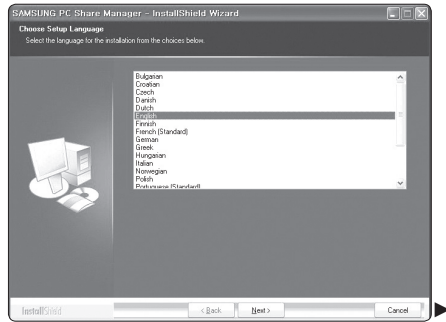 SAMSUNG PC Share Manager - InstallShield Wizard
Choose Setup Language
Select the language for the installation from the choices below.
Bulgarian
Croatian
Czech
Danish
Dutch
English
Finnish
French (Standard)
German
Greek
Hungarian
Italian
Norwegian
Polish
Portuguese (Standard)
InstallShield
< Back
Next >
Cancel